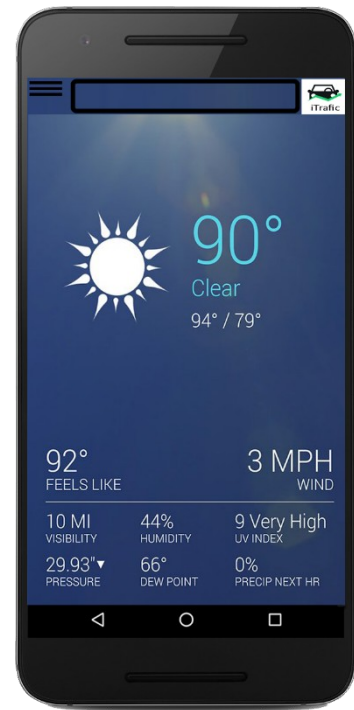 iTrafic
90°
Clear
94° / 79°
92°
FEELS LIKE
3 MPH
WIND
10 MI
VISIBILITY
44%
HUMIDITY
9 Very High
UV INDEX
29.93"▼
PRESSURE
66°
DEW POINT
0%
PRECIP NEXT HR